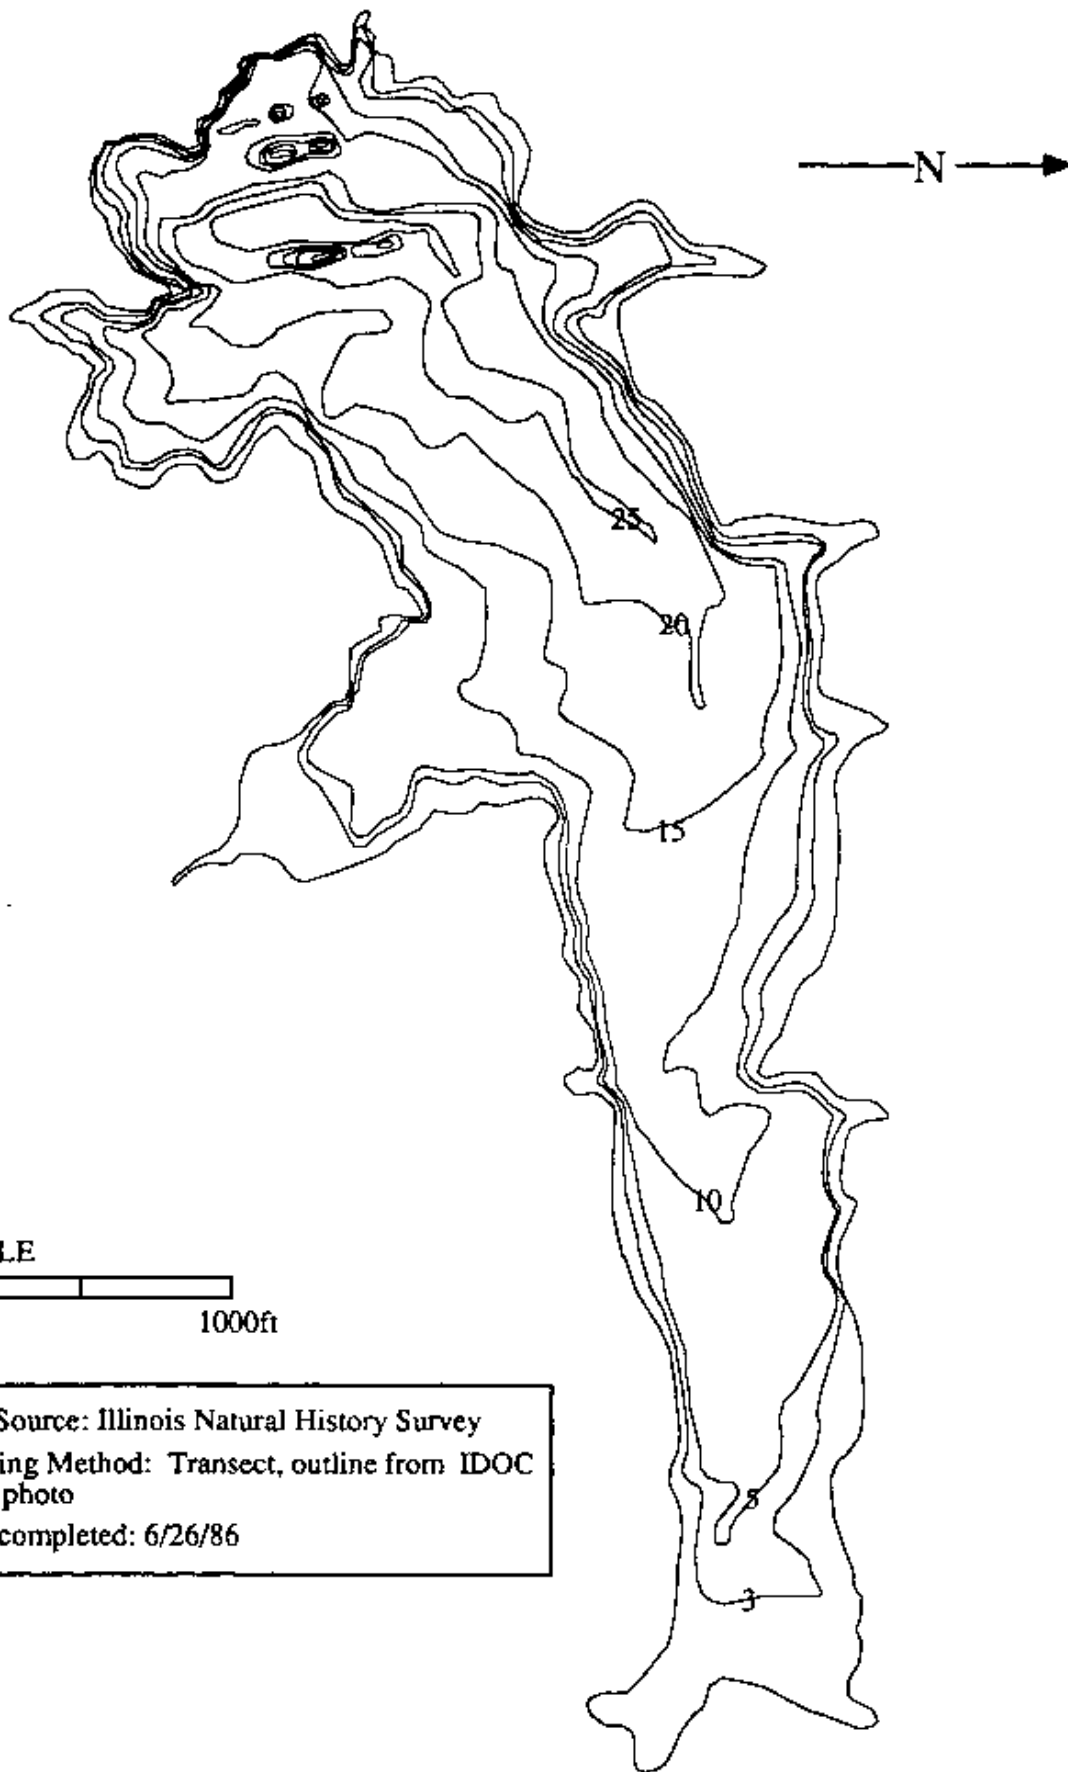 N
25
20
15
10
5
3
LE
1000ft
Source: Illinois Natural History Survey
ing Method: Transect, outline from IDOC
photo
completed: 6/26/86